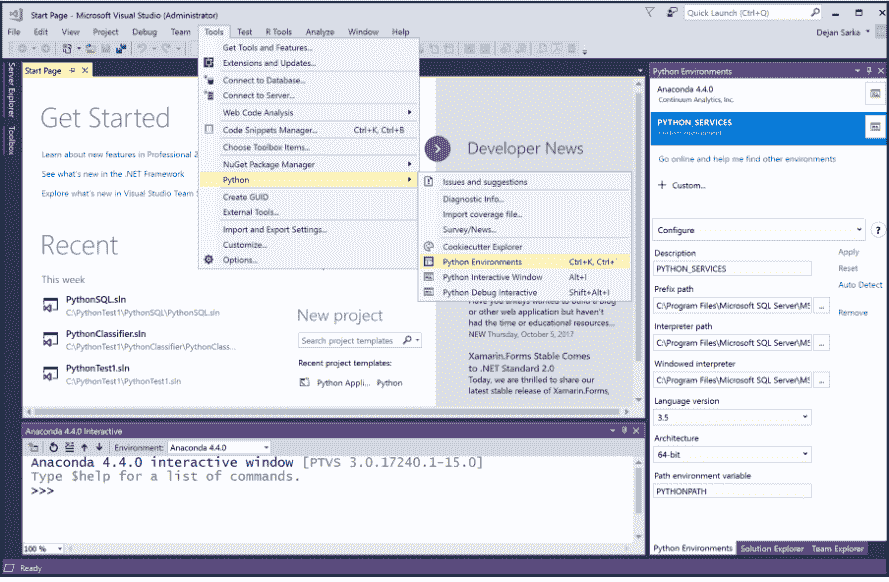 Start Page - Microsoft Visual Studio (Administrator)
Quick Launch (Ctrl+Q)
File Edit View Project Debug Team Tools Test R Tools Analyze Window Help
Dejan Sarka
Server Explorer
Toolbox
Start Page
Get Started
Learn about new features in Professional 2
See what's new in the .NET Framework
Explore what's new in Visual Studio Team
Recent
This week
PythonSQL.sln
C:\PythonTest1\PythonSQL\PythonSQL.sln
PythonClassifier.sln
C:\PythonTest1\PythonClassifier\PythonClass...
PythonTest1.sln
C:\PythonTest1\PythonTest1.sln
Get Tools and Features...
Extensions and Updates...
Connect to Database...
Connect to Server...
Web Code Analysis
Code Snippets Manager... Ctrl+K, Ctrl+B
Choose Toolbox Items...
NuGet Package Manager
Python
Create GUID
External Tools...
Import and Export Settings...
Customize...
Options...
Issues and suggestions
Diagnostic Info...
Import coverage file...
Survey/News...
Cookiecutter Explorer
Python Environments Ctrl+K, Ctrl+`
Python Interactive Window Alt+I
Python Debug Interactive Shift+Alt+I
New project
Search project templates
Recent project templates:
Python Appli... Python
Developer News
Have you always wanted to build a blog
or other web application but haven't
had the time or educational resources...
NEW Thursday, October 5, 2017
Xamarin.Forms Stable Comes
to .NET Standard 2.0
Today, we are thrilled to share our
latest stable release of Xamarin.Forms,
Anaconda 4.4.0 Interactive
Environment: Anaconda 4.4.0
Anaconda 4.4.0 interactive window [PTVS 3.0.17240.1-15.0]
Type $help for a list of commands.
>>>
100 %
Python Environments
Anaconda 4.4.0
Continuum Analytics, Inc.
PYTHON_SERVICES
Go online and help me find other environments
+ Custom...
Configure
?
Description
Apply
PYTHON_SERVICES
Reset
Prefix path
Auto Detect
C:\Program Files\Microsoft SQL Server\MS
...
Remove
Interpreter path
C:\Program Files\Microsoft SQL Server\MS
...
Windowed interpreter
C:\Program Files\Microsoft SQL Server\MS
...
Language version
3.5
Architecture
64-bit
Path environment variable
PYTHONPATH
Python Environments Solution Explorer Team Explorer
Ready